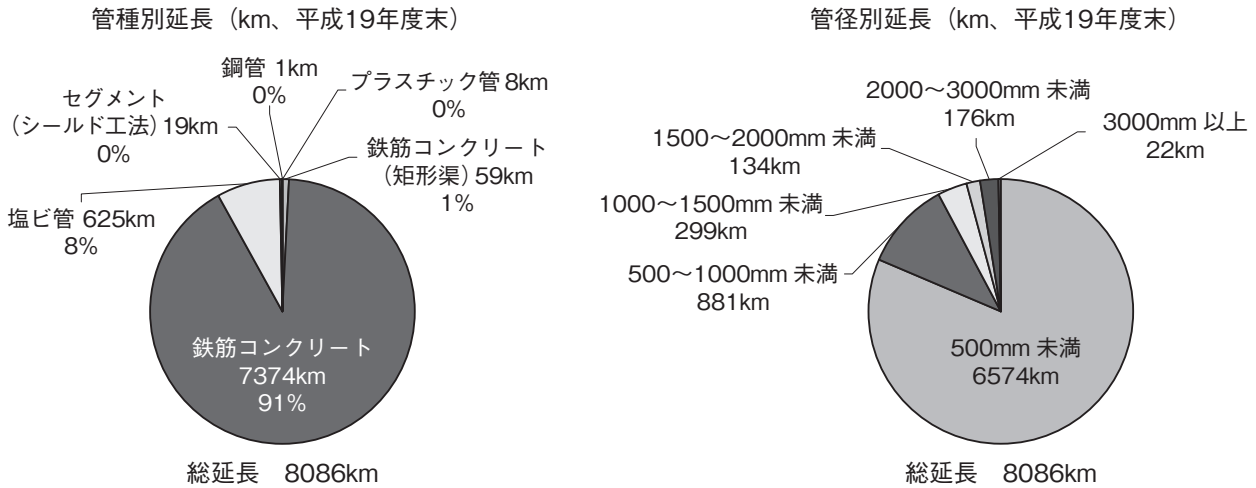 管種別延長（km、平成19年度末）
鋼管 1km
0%
プラスチック管 8km
0%
セグメント
（シールド工法）19km
0%
鉄筋コンクリート
（矩形渠）59km
1%
塩ビ管 625km
8%
鉄筋コンクリート
7374km
91%
総延長　8086km
管径別延長（km、平成19年度末）
2000〜3000mm 未満
176km
3000mm 以上
22km
1500〜2000mm 未満
134km
1000〜1500mm 未満
299km
500〜1000mm 未満
881km
500mm 未満
6574km
総延長　8086km